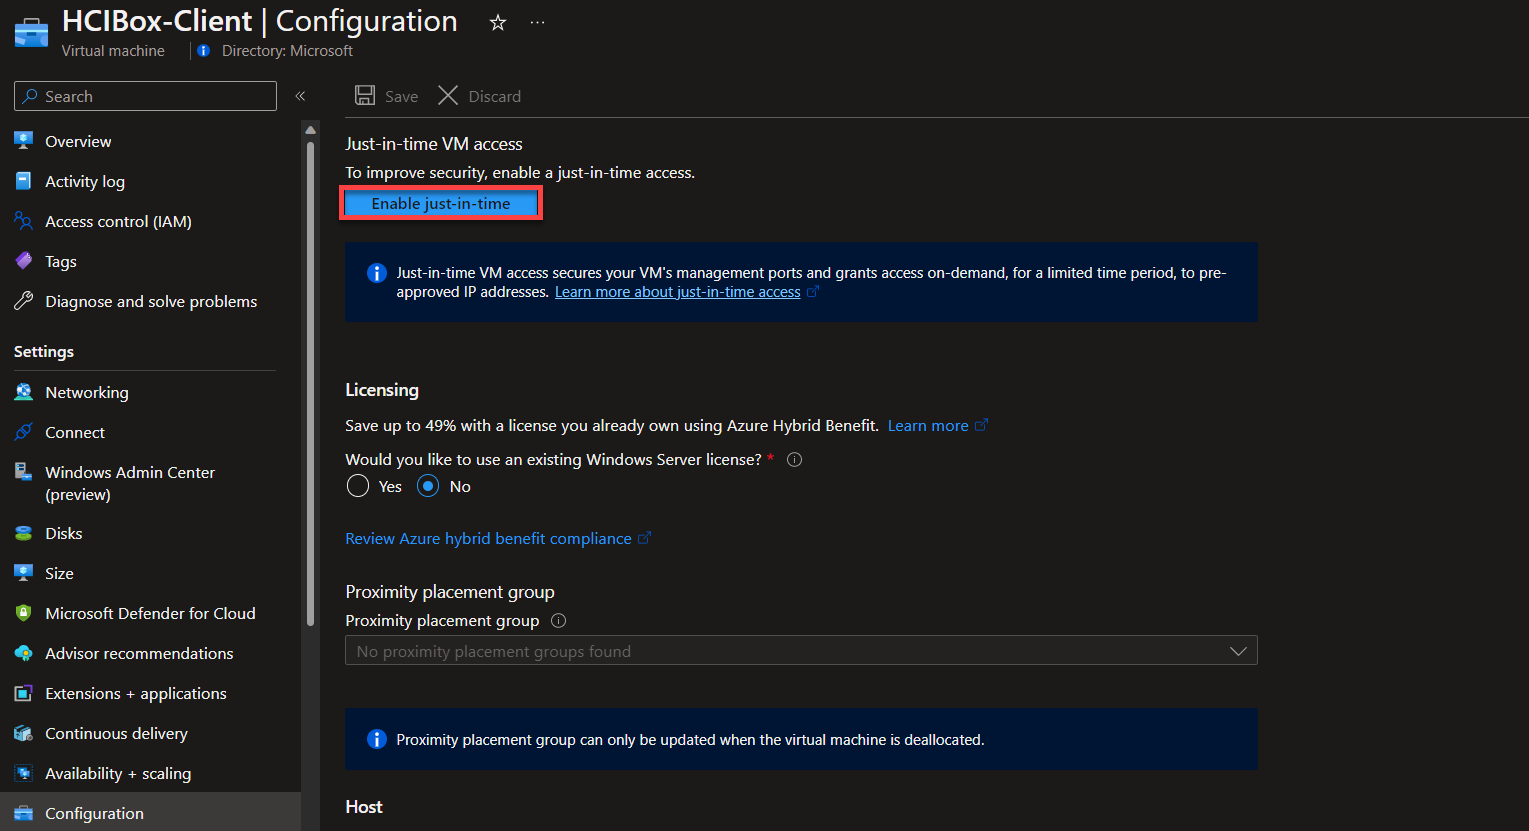 HCIBox-Client | Configuration
Virtual machine
Directory: Microsoft
Search
Overview
Activity log
Access control (IAM)
Tags
Diagnose and solve problems
Settings
Networking
Connect
Windows Admin Center
(preview)
Disks
Size
Microsoft Defender for Cloud
Advisor recommendations
Extensions + applications
Continuous delivery
Availability + scaling
Configuration
Save
Discard
Just-in-time VM access
To improve security, enable a just-in-time access.
Enable just-in-time
Just-in-time VM access secures your VM's management ports and grants access on-demand, for a limited time period, to pre-
approved IP addresses. Learn more about just-in-time access
Licensing
Save up to 49% with a license you already own using Azure Hybrid Benefit. Learn more
Would you like to use an existing Windows Server license? *
Yes No
Review Azure hybrid benefit compliance
Proximity placement group
Proximity placement group
No proximity placement groups found
Proximity placement group can only be updated when the virtual machine is deallocated.
Host